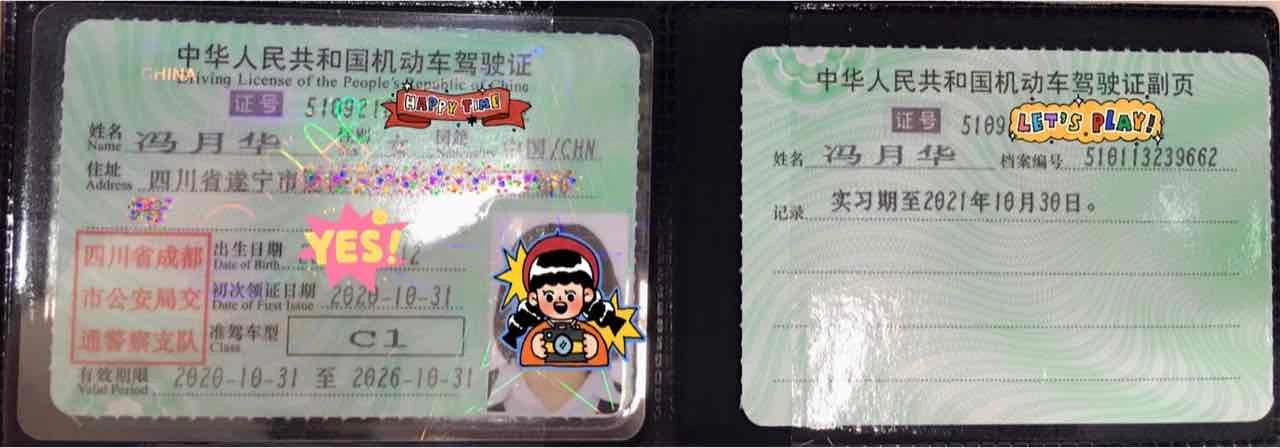 中华人民共和国机动车驾驶证
Driving License of the People's Republic of China
CHINA
证号 510921
HAPPY TIME
姓名 冯月华 性别 女 国籍 中国/CHN
Name
住址 四川省遂宁市
Address
YES!
四川省成都
市公安局交
通警察支队
出生日期 12
Date of Birth
初次领证日期 2020-10-31
Date of First Issue
准驾车型 C1
Class
有效期限 2020-10-31 至 2026-10-31
Valid Period
中华人民共和国机动车驾驶证副页
证号 5109
LET'S PLAY!
姓名 冯月华 档案编号 510113239662
记录 实习期至2021年10月30日。